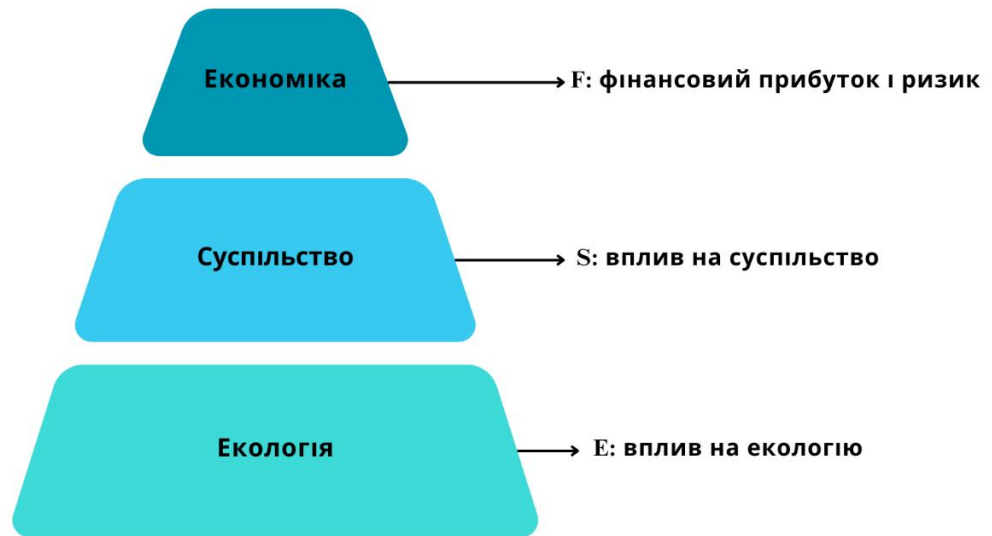 Економіка
F: фінансовий прибуток і ризик
Суспільство
S: вплив на суспільство
Екологія
E: вплив на екологію